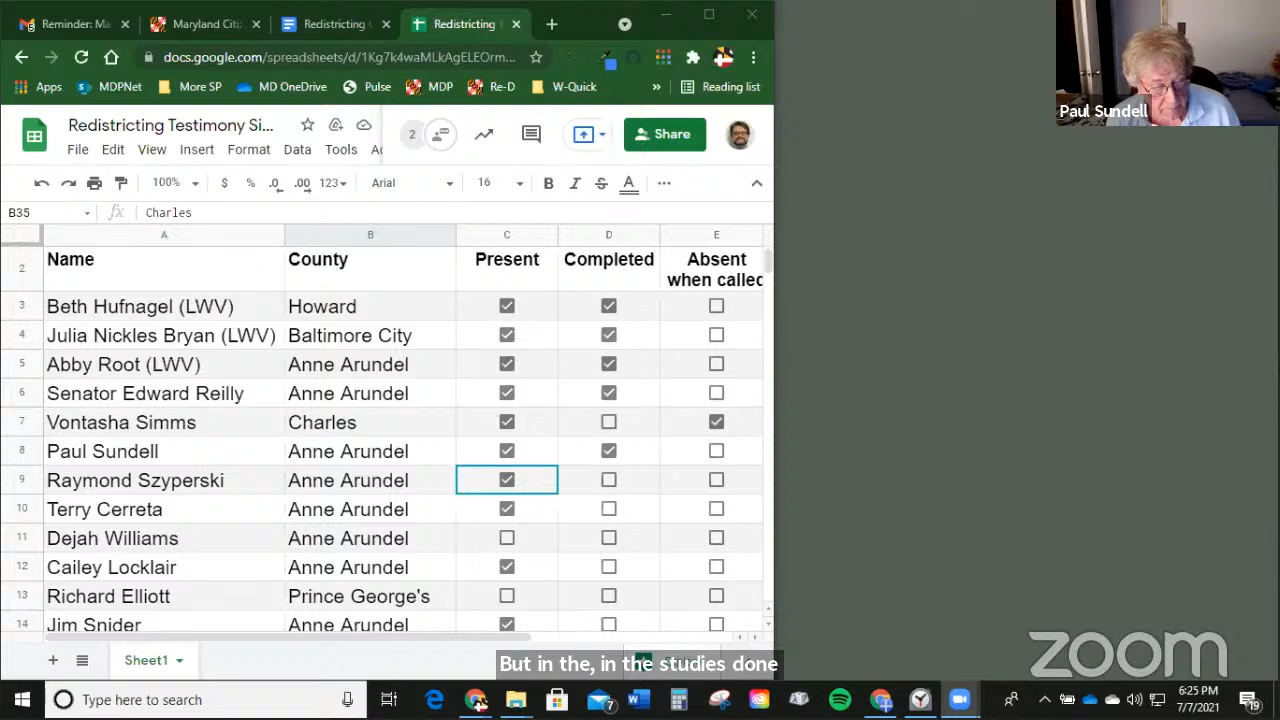 Reminder: Ma
Maryland Citiz
Redistricting C
Redistricting
docs.google.com/spreadsheets/d/1Kg7k4waMLkAgELEOrm...
Apps MDPNet More SP MD OneDrive Pulse MDP Re-D W-Quick » Reading list
Redistricting Testimony Si...
2
Share
File Edit View Insert Format Data Tools
100% $ % .0 .00 123 Arial 16 B I S A
B35 fx Charles
A B C D E
2 Name County Present Completed Absent when called
3 Beth Hufnagel (LWV) Howard
4 Julia Nickles Bryan (LWV) Baltimore City
5 Abby Root (LWV) Anne Arundel
6 Senator Edward Reilly Anne Arundel
7 Vontasha Simms Charles
8 Paul Sundell Anne Arundel
9 Raymond Szyperski Anne Arundel
10 Terry Cerreta Anne Arundel
11 Dejah Williams Anne Arundel
12 Cailey Locklair Anne Arundel
13 Richard Elliott Prince George's
14 Jim Snider Anne Arundel
Sheet1
But in the, in the studies done
Paul Sundell
zoom
Type here to search
7
6:25 PM
7/7/2021
19